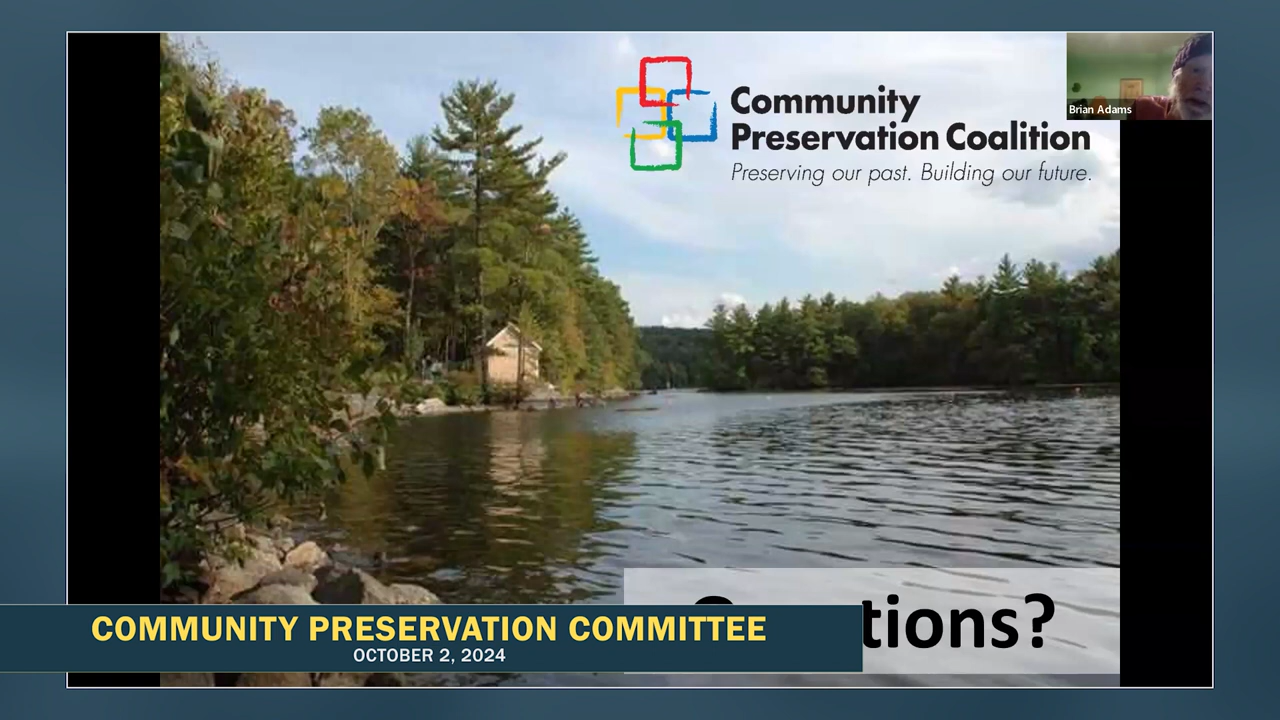 Community
Preservation Coalition
Preserving our past. Building our future.
Brian Adams
tions?
COMMUNITY PRESERVATION COMMITTEE
OCTOBER 2, 2024